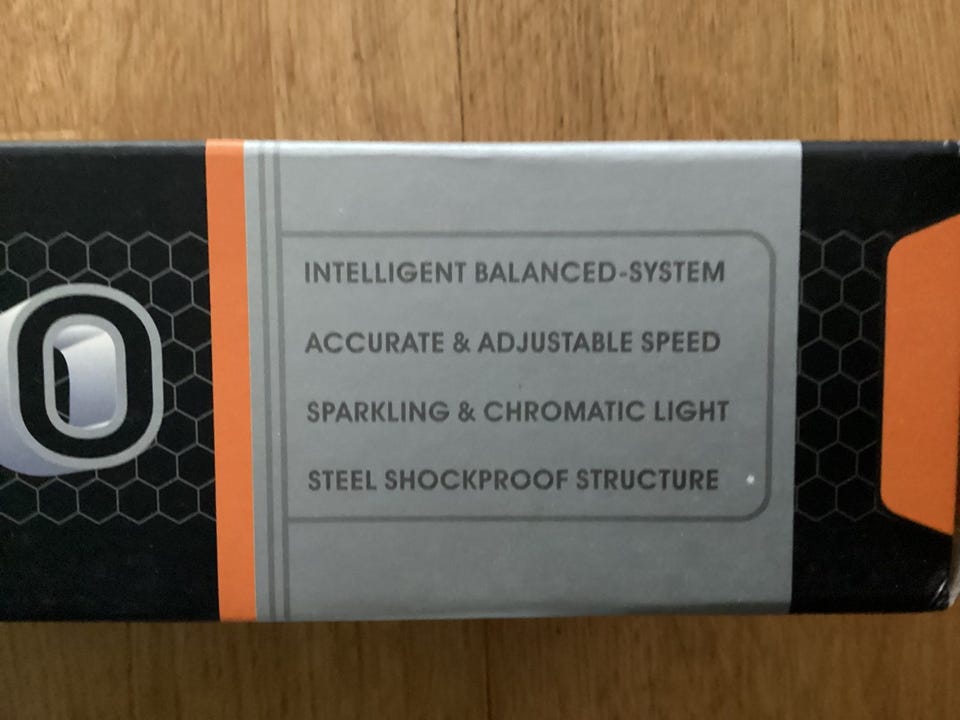 O
INTELLIGENT BALANCED-SYSTEM
ACCURATE & ADJUSTABLE SPEED
SPARKLING & CHROMATIC LIGHT
STEEL SHOCKPROOF STRUCTURE